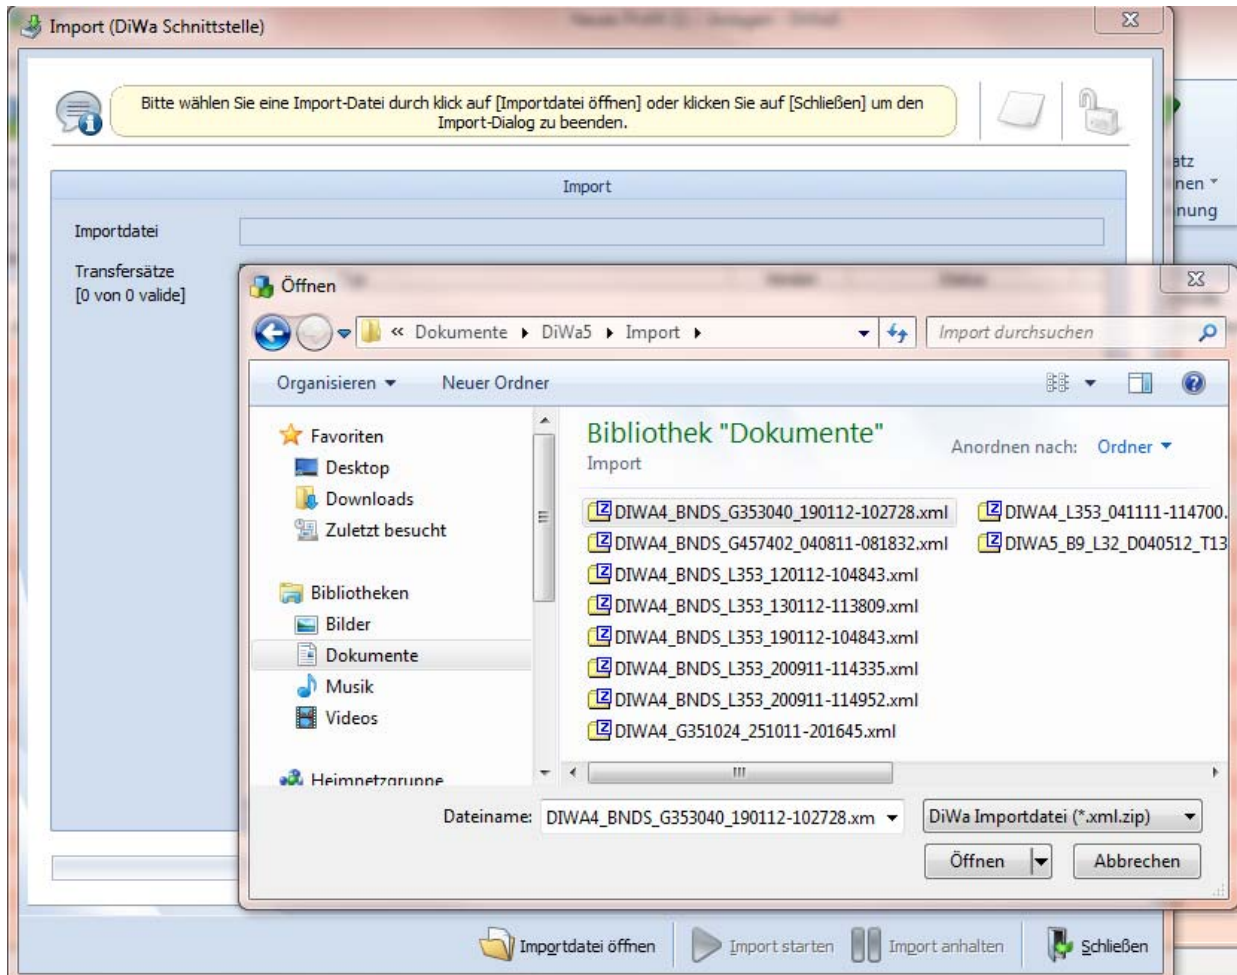 Import (DiWa Schnittstelle)
Bitte wählen Sie eine Import-Datei durch klick auf [Importdatei öffnen] oder klicken Sie auf [Schließen] um den
Import-Dialog zu beenden.
atz
nen
nung
Import
Importdatei
Transfersätze
[0 von 0 valide]
Öffnen
« Dokumente DiWa5 Import
Import durchsuchen
Organisieren
Neuer Ordner
Favoriten
Desktop
Downloads
Zuletzt besucht
Bibliotheken
Bilder
Dokumente
Musik
Videos
Heimnetzgruppe
Bibliothek "Dokumente"
Import
Anordnen nach: Ordner
DIWA4_BNDS_G353040_190112-102728.xml
DIWA4_BNDS_G457402_040811-081832.xml
DIWA4_BNDS_L353_120112-104843.xml
DIWA4_BNDS_L353_130112-113809.xml
DIWA4_BNDS_L353_190112-104843.xml
DIWA4_BNDS_L353_200911-114335.xml
DIWA4_BNDS_L353_200911-114952.xml
DIWA4_G351024_251011-201645.xml
DIWA4_L353_041111-114700.
DIWA5_B9_L32_D040512_T13
Dateiname: DIWA4_BNDS_G353040_190112-102728.xm
DiWa Importdatei (*.xml.zip)
Öffnen
Abbrechen
Importdatei öffnen
Import starten
Import anhalten
Schließen